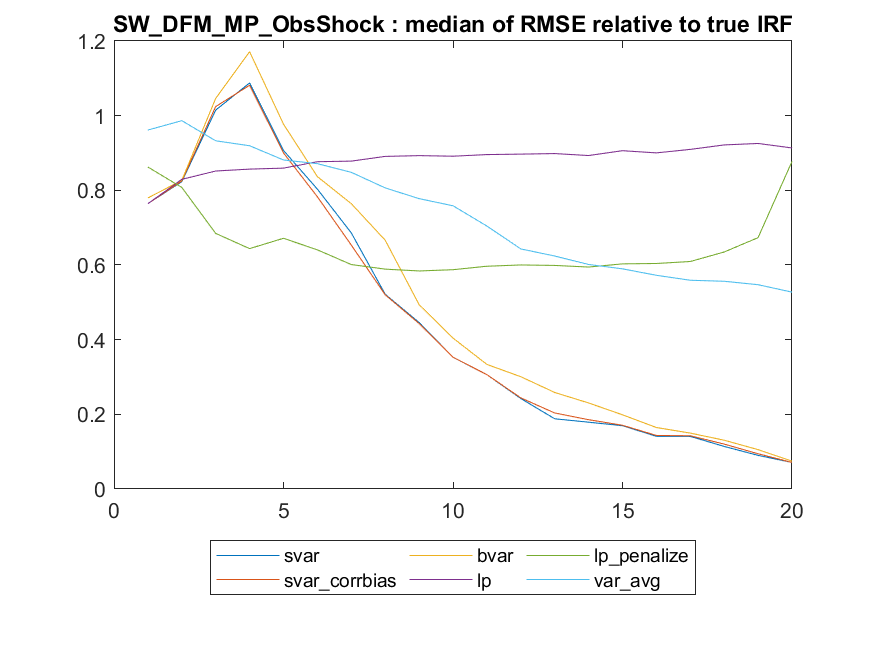 SW_DFM_MP_ObsShock : median of RMSE relative to true IRF
1.2
1
0.8
0.6
0.4
0.2
0
0 5 10 15 20
svar bvar lp_penalize
svar_corrbias lp var_avg